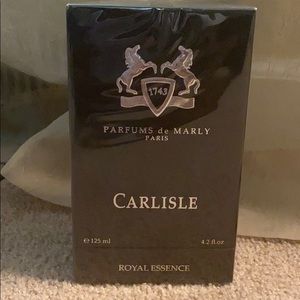 1743
PARFUMS de MARLY
PARIS
CARLISLE
e 125 ml 4.2 fl.oz
ROYAL ESSENCE